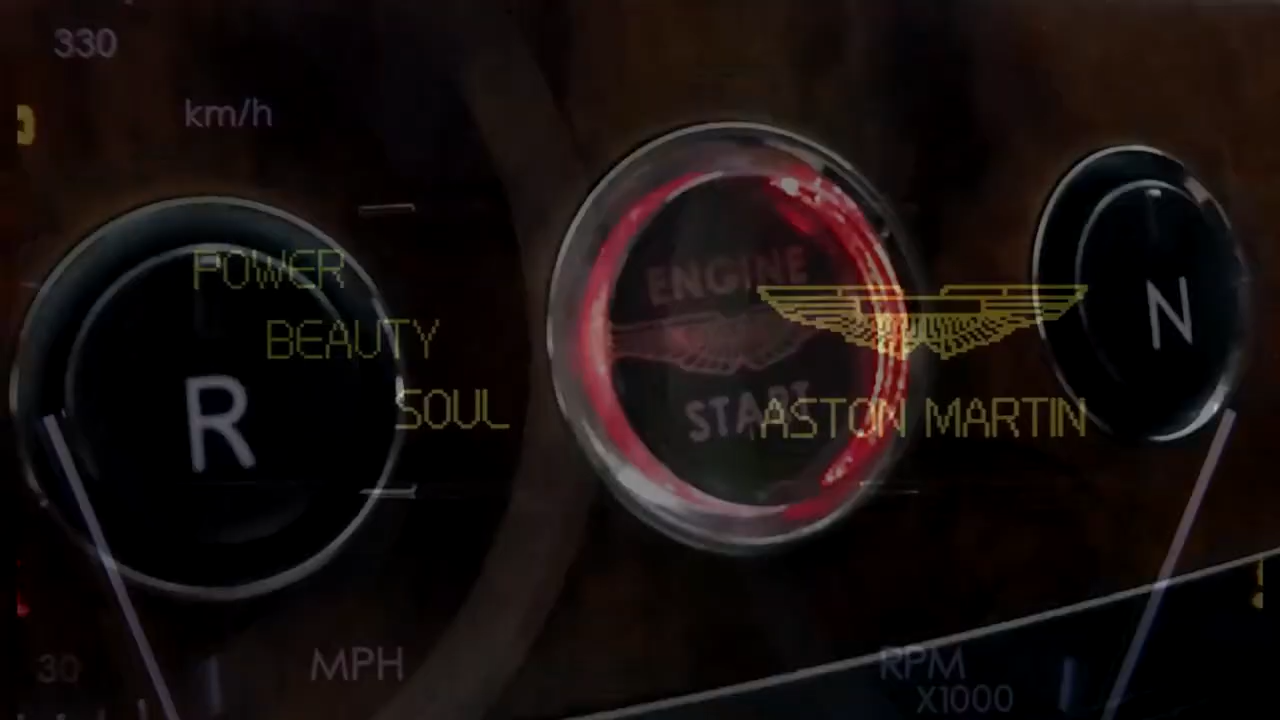 330
km/h
POWER
BEAUTY
SOUL
ENGINE
START
ASTON MARTIN
R
N
30
MPH
RPM
X1000